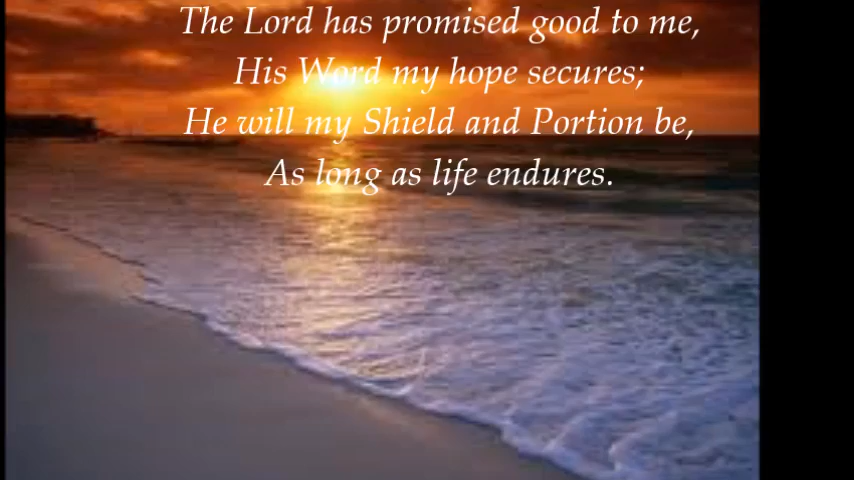 The Lord has promised good to me,
His Word my hope secures;
He will my Shield and Portion be,
As long as life endures.